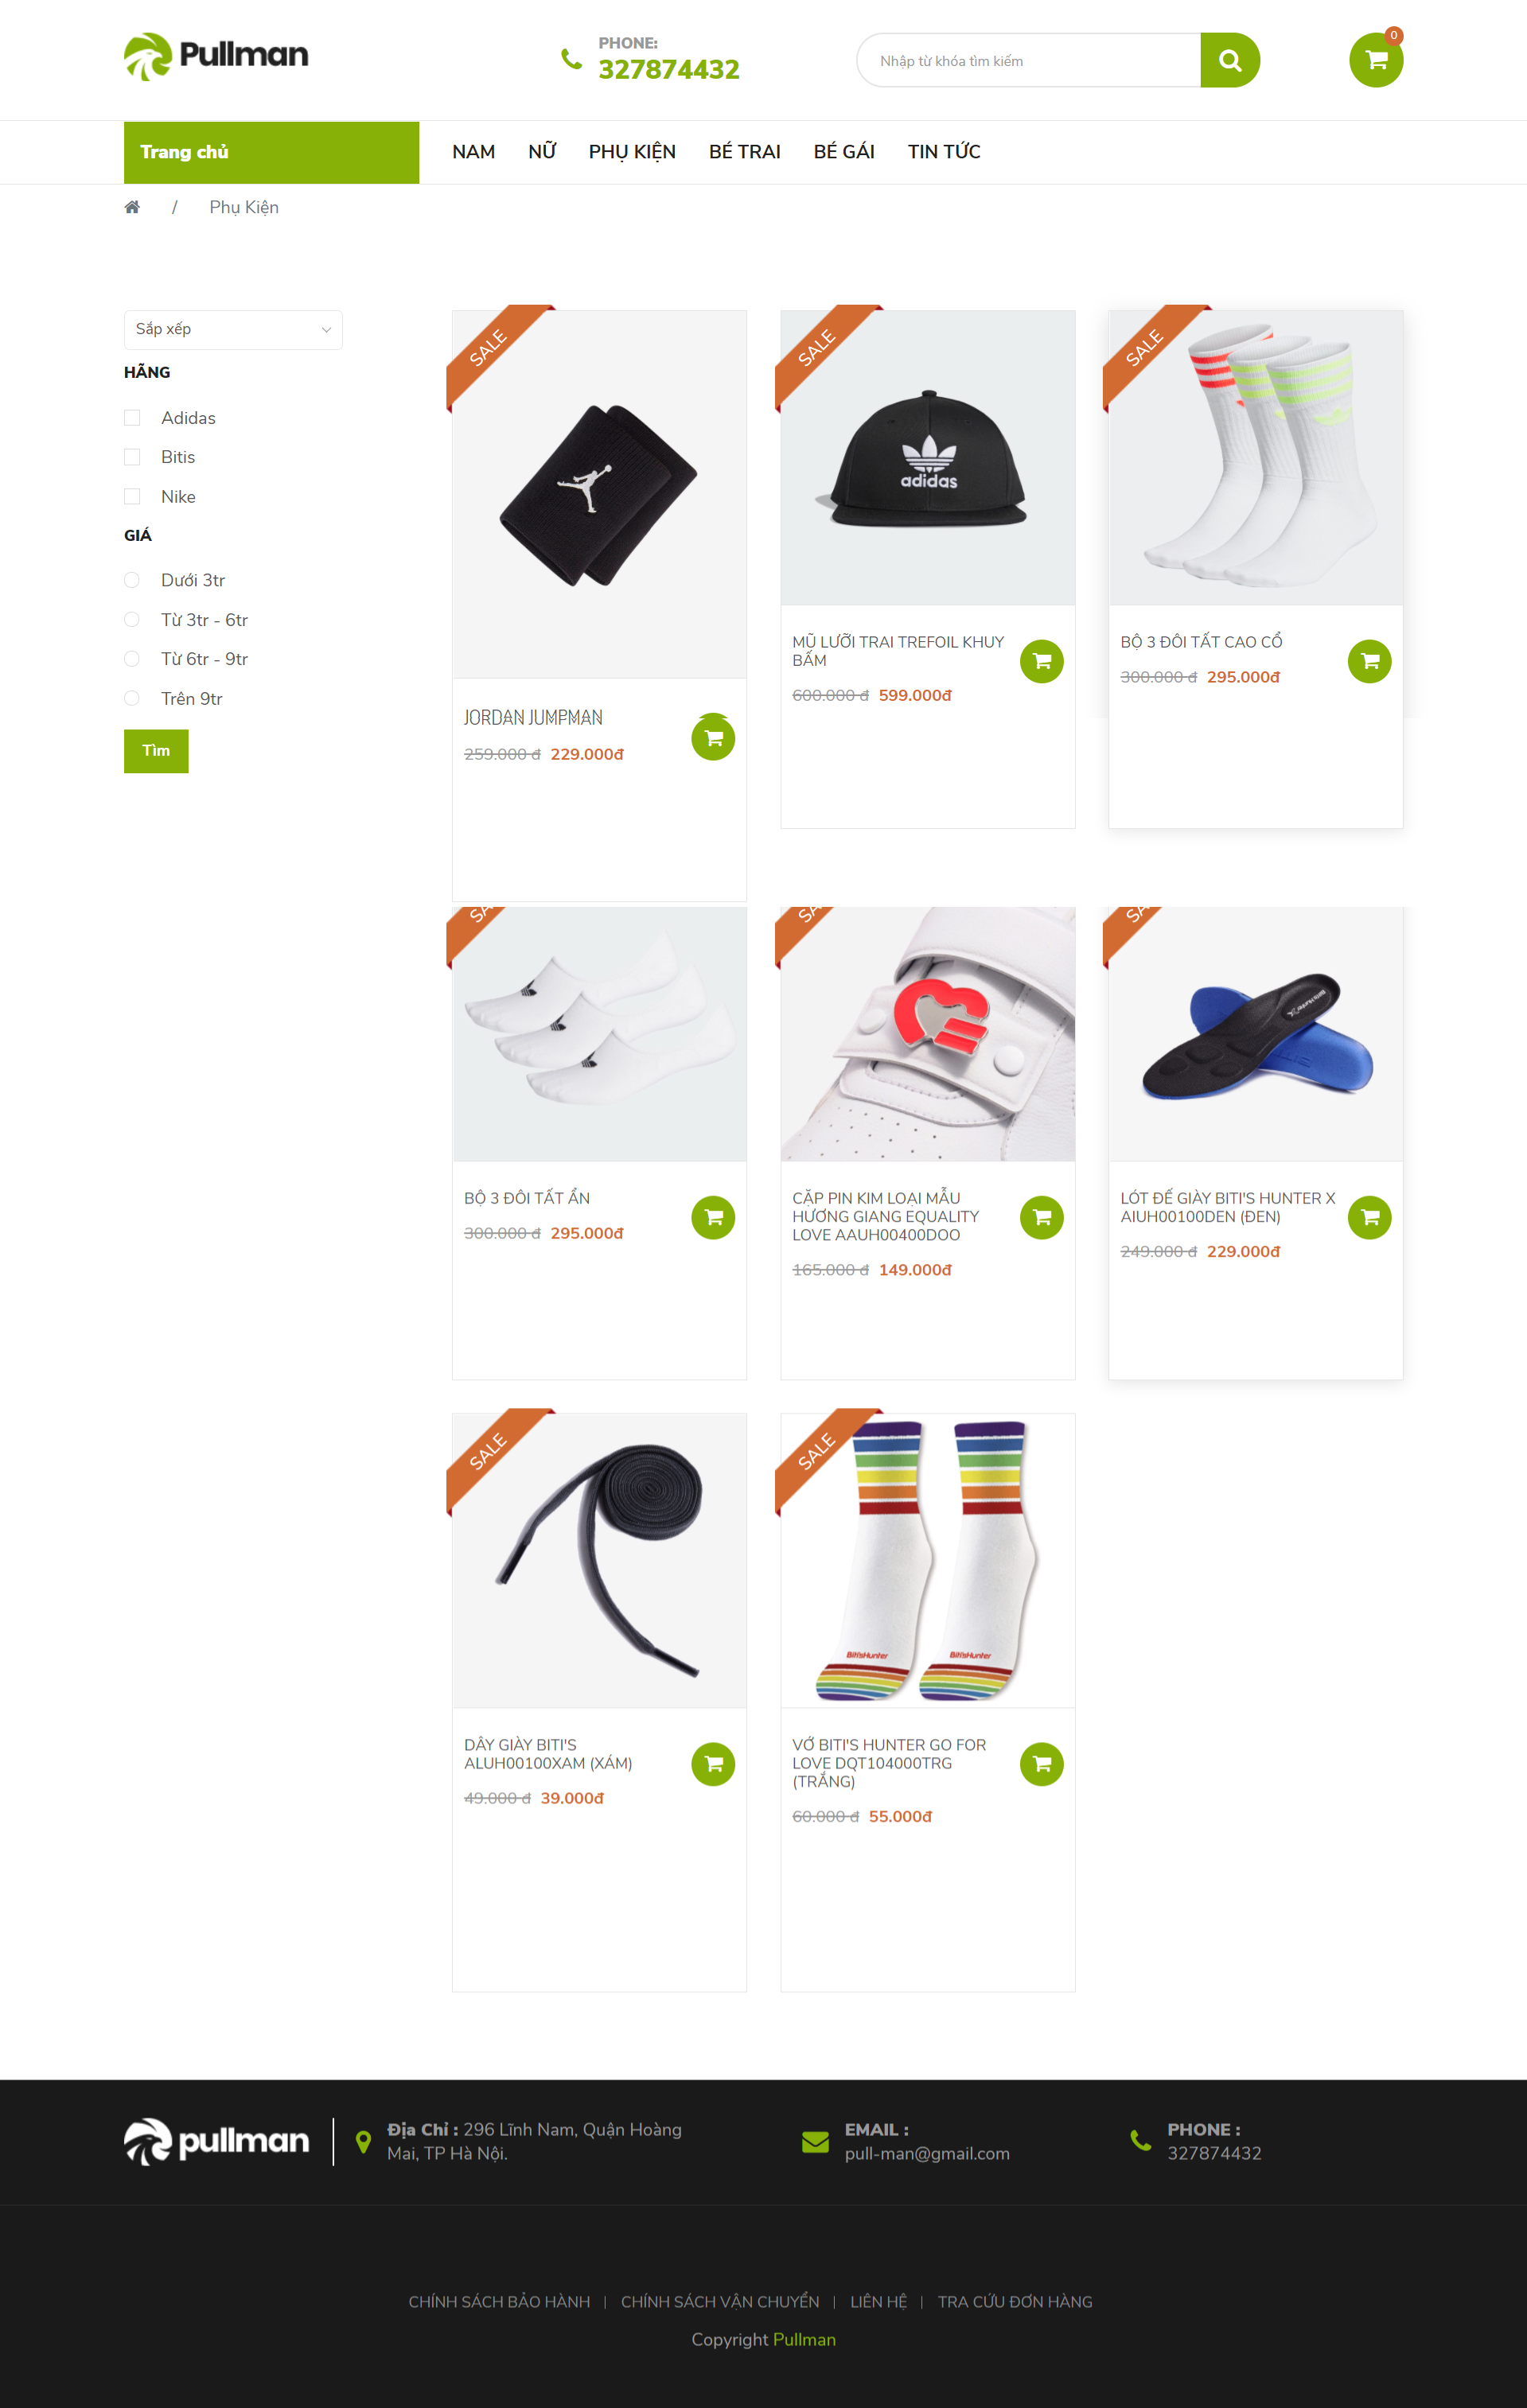 Pullman
PHONE:
327874432
Nhập từ khóa tìm kiếm
0
Trang chủ
NAM
NỮ
PHỤ KIỆN
BÉ TRAI
BÉ GÁI
TIN TỨC
/
Phụ Kiện
Sắp xếp
HÃNG
Adidas
Bitis
Nike
GIÁ
Dưới 3tr
Từ 3tr - 6tr
Từ 6tr - 9tr
Trên 9tr
Tìm
SALE
JORDAN JUMPMAN
259.000 đ 229.000đ
SALE
adidas
MŨ LƯỠI TRAI TREFOIL KHUY
BẤM
600.000 đ 599.000đ
SALE
BỘ 3 ĐÔI TẤT CAO CỔ
300.000 đ 295.000đ
BỘ 3 ĐÔI TẤT ẨN
300.000 đ 295.000đ
CẶP PIN KIM LOẠI MẪU
HƯƠNG GIANG EQUALITY
LOVE AAUH00400DOO
165.000 đ 149.000đ
LÓT ĐẾ GIÀY BITI'S HUNTER X
AIUH00100DEN (ĐEN)
249.000 đ 229.000đ
SALE
DÂY GIÀY BITI'S
ALUH00100XAM (XÁM)
49.000 đ 39.000đ
SALE
Biti'sHunter
Biti'sHunter
VỚ BITI'S HUNTER GO FOR
LOVE DQT104000TRG
(TRẮNG)
60.000 đ 55.000đ
pullman
Địa Chỉ : 296 Lĩnh Nam, Quận Hoàng
Mai, TP Hà Nội.
EMAIL :
pull-man@gmail.com
PHONE :
327874432
CHÍNH SÁCH BẢO HÀNH
CHÍNH SÁCH VẬN CHUYỂN
LIÊN HỆ
TRA CỨU ĐƠN HÀNG
Copyright Pullman